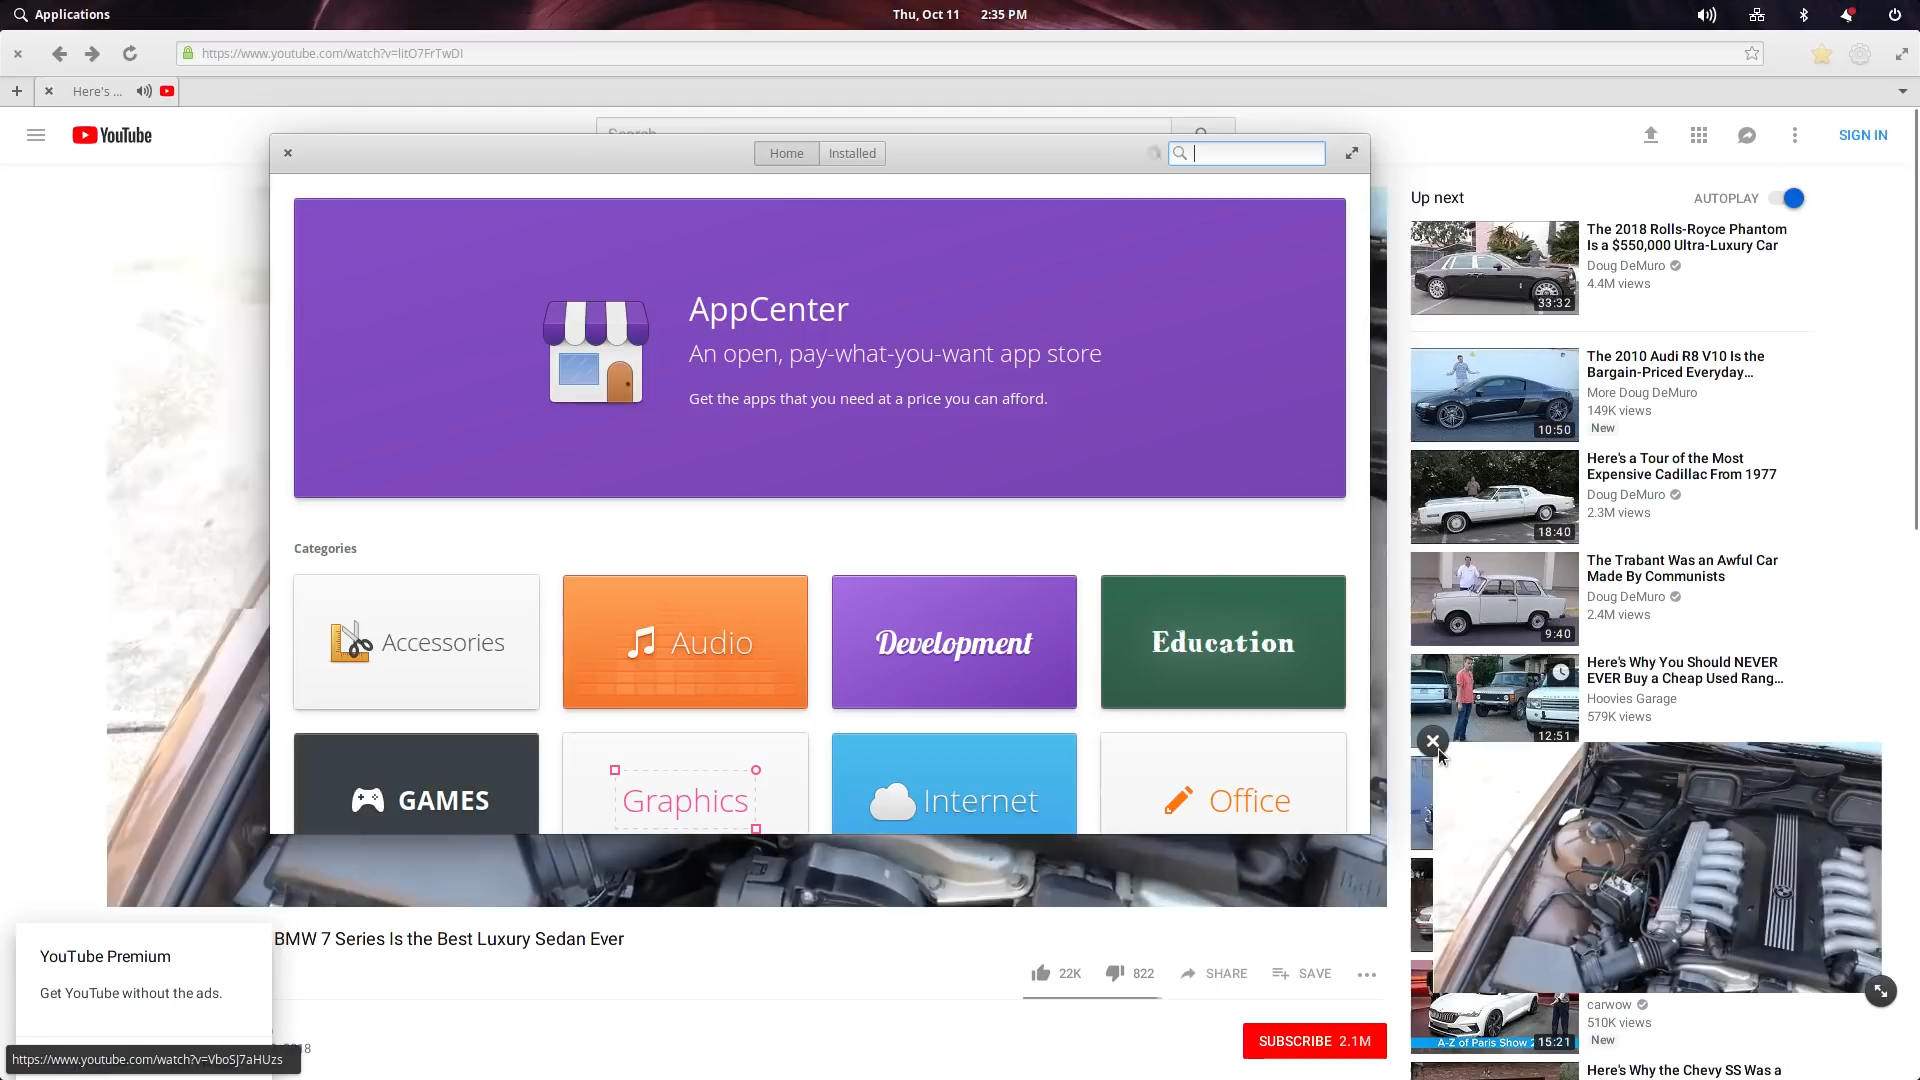 Applications
Thu, Oct 11 2:35 PM
https://www.youtube.com/watch?v=litO7FrTwDI
Here's ...
YouTube
Search
SIGN IN
Home
Installed
AppCenter
An open, pay-what-you-want app store
Get the apps that you need at a price you can afford.
Categories
Accessories
Audio
Development
Education
GAMES
Graphics
Internet
Office
Up next
AUTOPLAY
The 2018 Rolls-Royce Phantom
Is a $550,000 Ultra-Luxury Car
Doug DeMuro
4.4M views
33:32
The 2010 Audi R8 V10 Is the
Bargain-Priced Everyday...
More Doug DeMuro
149K views
New
10:50
Here's a Tour of the Most
Expensive Cadillac From 1977
Doug DeMuro
2.3M views
18:40
The Trabant Was an Awful Car
Made By Communists
Doug DeMuro
2.4M views
9:40
Here's Why You Should NEVER
EVER Buy a Cheap Used Rang...
Hoovies Garage
579K views
12:51
carwow
510K views
New
A-Z of Paris Show 2
15:21
Here's Why the Chevy SS Was a
BMW 7 Series Is the Best Luxury Sedan Ever
22K
822
SHARE
SAVE
SUBSCRIBE 2.1M
YouTube Premium
Get YouTube without the ads.
https://www.youtube.com/watch?v=VboSJ7aHUzs